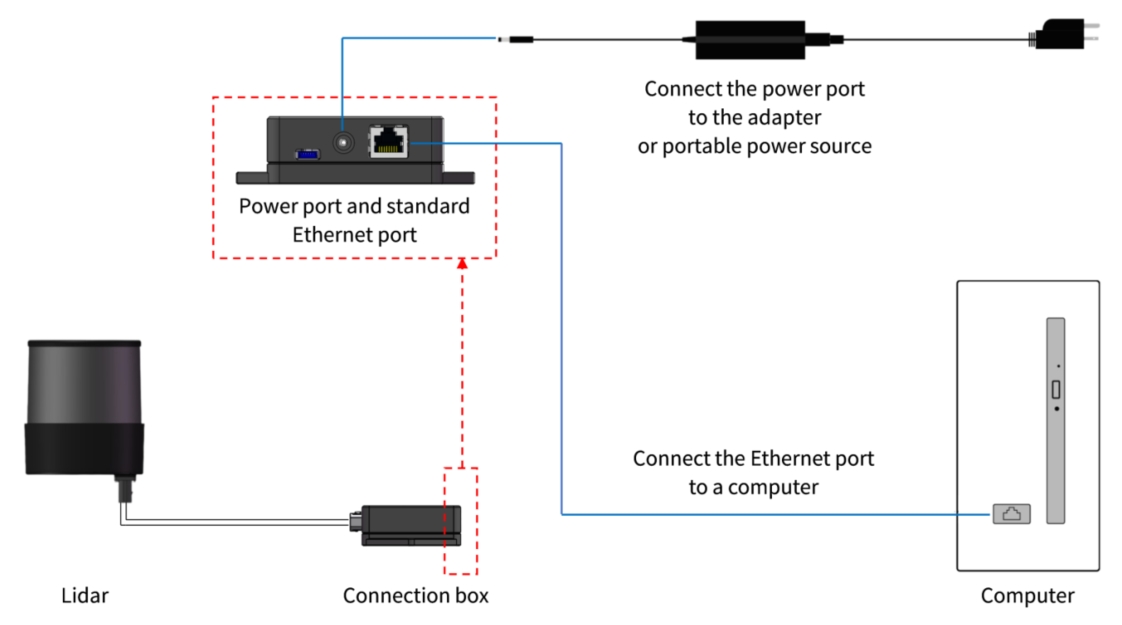 Connect the power port
to the adapter
or portable power source
Power port and standard
Ethernet port
Connect the Ethernet port
to a computer
Lidar
Connection box
Computer